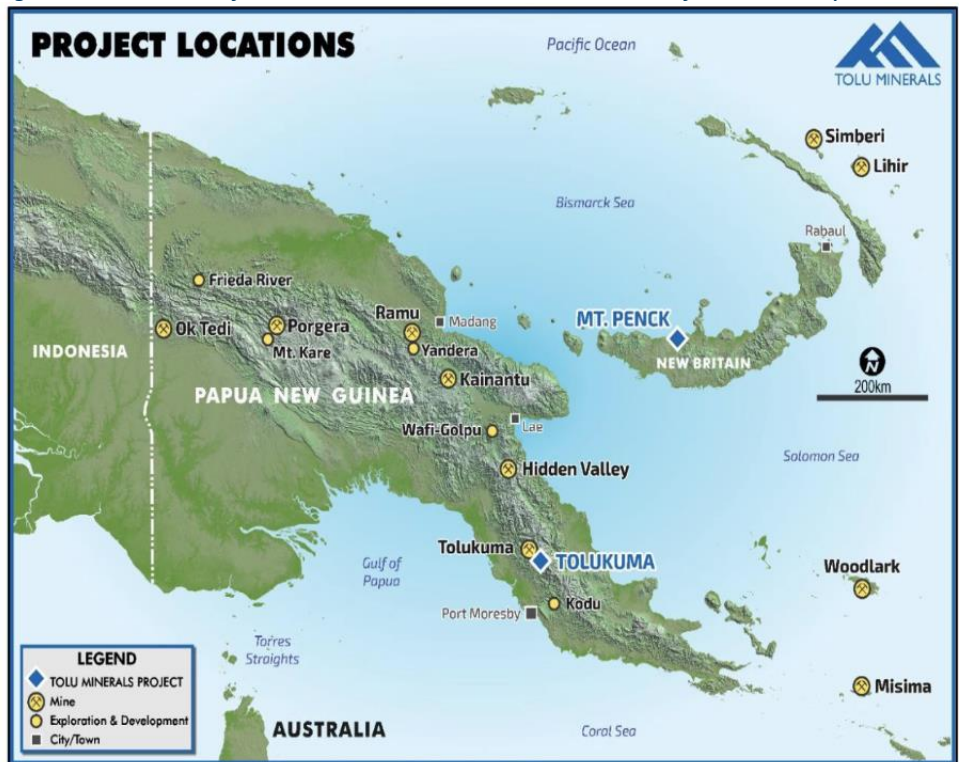 PROJECT LOCATIONS
Pacific Ocean
TOLU MINERALS
Simberi
Lihir
Bismarck Sea
Rabaul
Frieda River
Ok Tedi
Porgera
Mt. Kare
Ramu
Madang
Yandera
MT. PENCK
NEW BRITAIN
INDONESIA
Kainantu
PAPUA NEW GUINEA
N
200km
Wafi-Golpu
Lae
Solomon Sea
Hidden Valley
Tolukuma
TOLUKUMA
Gulf of
Papua
Woodlark
Kodu
Port Moresby
Torres
Straights
Misima
LEGEND
TOLU MINERALS PROJECT
Mine
Exploration & Development
City/Town
AUSTRALIA
Coral Sea